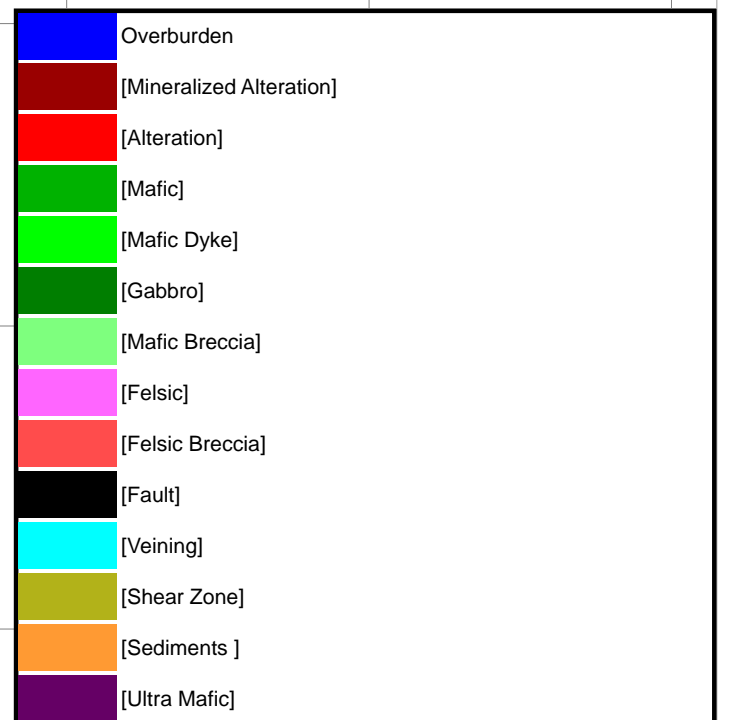 Overburden
[Mineralized Alteration]
[Alteration]
[Mafic]
[Mafic Dyke]
[Gabbro]
[Mafic Breccia]
[Felsic]
[Felsic Breccia]
[Fault]
[Veining]
[Shear Zone]
[Sediments ]
[Ultra Mafic]